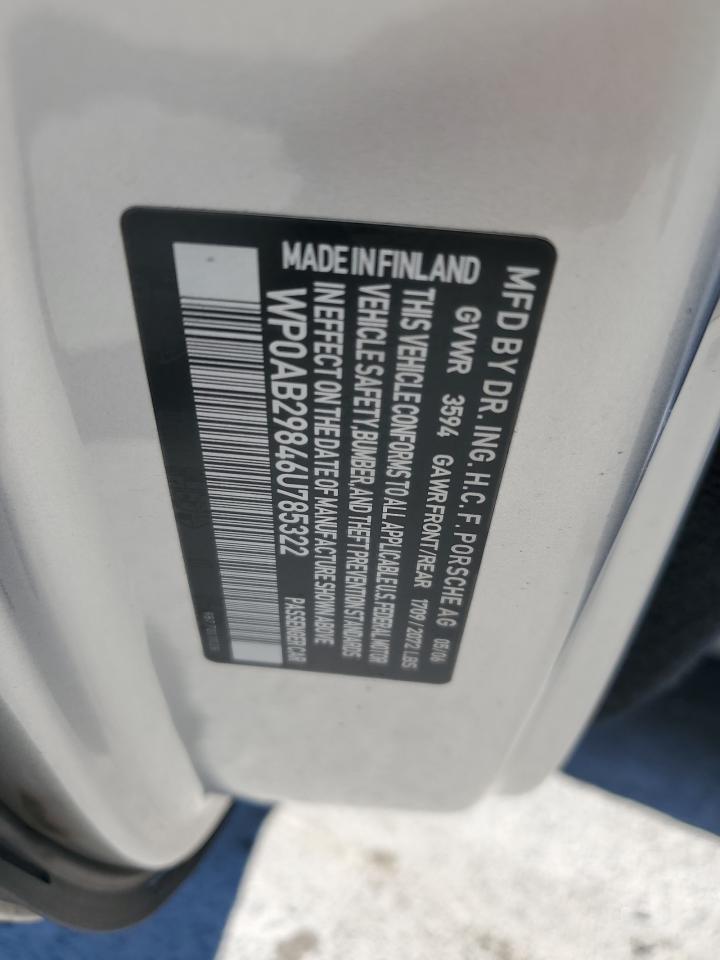 MFD BY DR. ING. H.C. F. PORSCHE AG 05/06
GVWR 3594 GAWR FRONT/REAR 1709 / 2072 LBS
THIS VEHICLE CONFORMS TO ALL APPLICABLE U.S. FEDERAL MOTOR
VEHICLE SAFETY, BUMBER, AND THEFT PREVENTION STANDARDS
IN EFFECT ON THE DATE OF MANUFACTURE SHOWN ABOVE
MADE IN FINLAND
WP0AB29846U785322 PASSENGER CAR